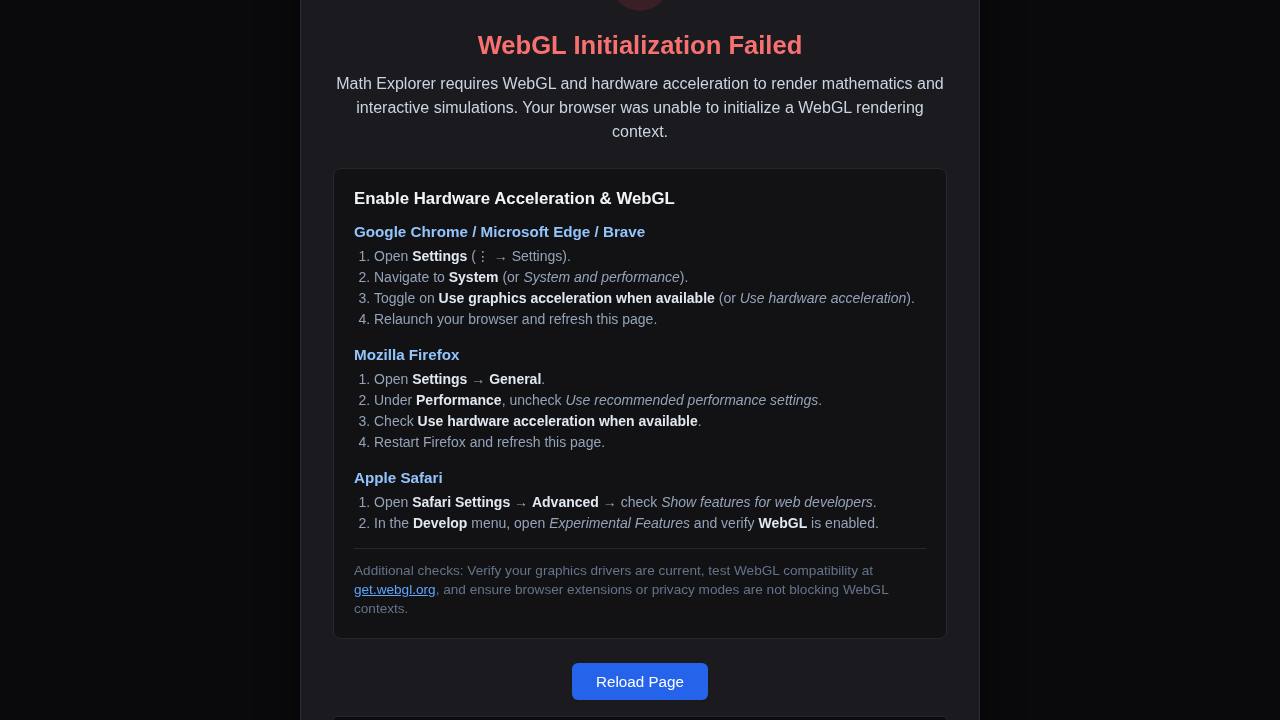 WebGL Initialization Failed
Math Explorer requires WebGL and hardware acceleration to render mathematics and
interactive simulations. Your browser was unable to initialize a WebGL rendering
context.
Enable Hardware Acceleration & WebGL
Google Chrome / Microsoft Edge / Brave
1. Open Settings (⋮ → Settings).
2. Navigate to System (or System and performance).
3. Toggle on Use graphics acceleration when available (or Use hardware acceleration).
4. Relaunch your browser and refresh this page.
Mozilla Firefox
1. Open Settings → General.
2. Under Performance, uncheck Use recommended performance settings.
3. Check Use hardware acceleration when available.
4. Restart Firefox and refresh this page.
Apple Safari
1. Open Safari Settings → Advanced → check Show features for web developers.
2. In the Develop menu, open Experimental Features and verify WebGL is enabled.
Additional checks: Verify your graphics drivers are current, test WebGL compatibility at
get.webgl.org, and ensure browser extensions or privacy modes are not blocking WebGL
contexts.
Reload Page